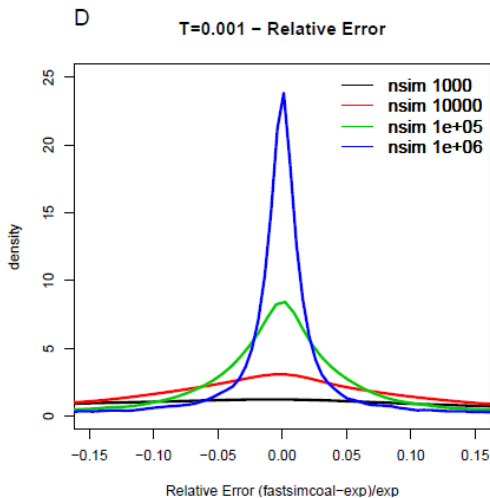 D
T=0.001 − Relative Error
nsim 1000
nsim 10000
nsim 1e+05
nsim 1e+06
density
25
20
15
10
5
0
−0.15 −0.10 −0.05 0.00 0.05 0.10 0.15
Relative Error (fastsimcoal−exp)/exp